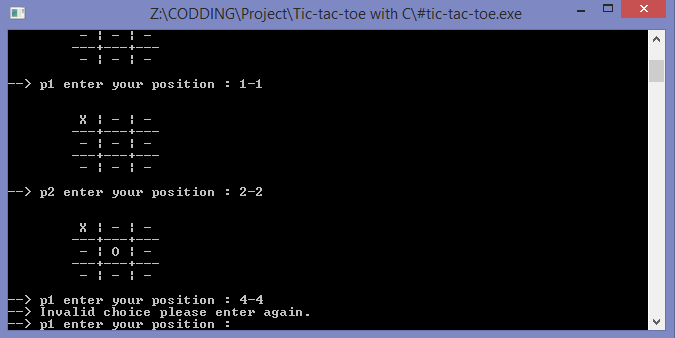 Z:\CODDING\Project\Tic-tac-toe with C\#tic-tac-toe.exe
- ¦ - ¦ -
---+---+---
- ¦ - ¦ -
--> p1 enter your position : 1-1
X ¦ - ¦ -
---+---+---
- ¦ - ¦ -
---+---+---
- ¦ - ¦ -
--> p2 enter your position : 2-2
X ¦ - ¦ -
---+---+---
- ¦ O ¦ -
---+---+---
- ¦ - ¦ -
--> p1 enter your position : 4-4
--> Invalid choice please enter again.
--> p1 enter your position :